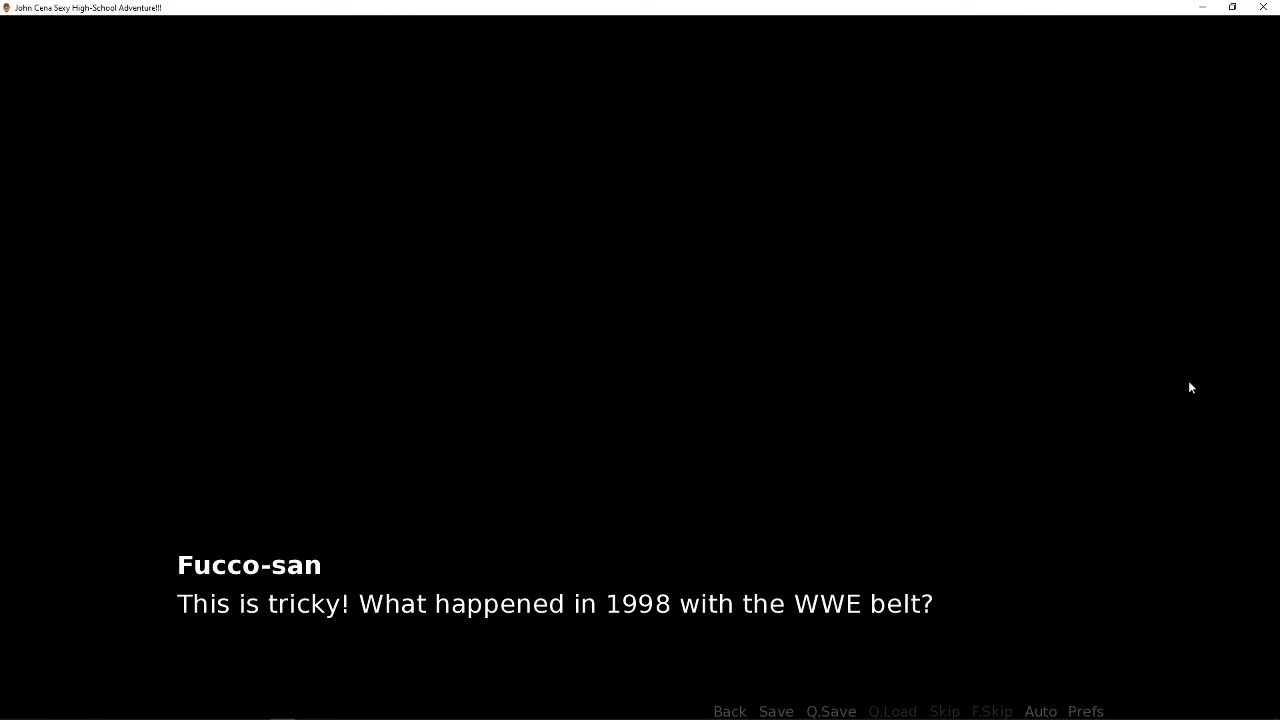 John Cena Sexy High-School Adventure!!!
Fucco-san
This is tricky! What happened in 1998 with the WWE belt?
Back Save Q.Save Q.Load Skip F.Skip Auto Prefs